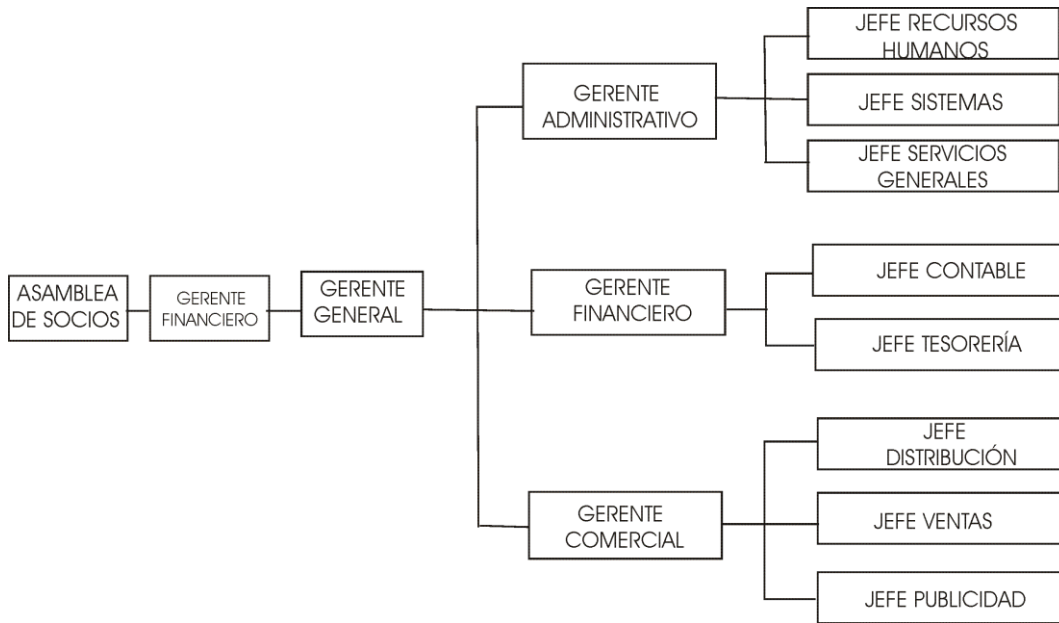 ASAMBLEA
DE SOCIOS
GERENTE
FINANCIERO
GERENTE
GENERAL
GERENTE
ADMINISTRATIVO
JEFE RECURSOS
HUMANOS
JEFE SISTEMAS
JEFE SERVICIOS
GENERALES
GERENTE
FINANCIERO
JEFE CONTABLE
JEFE TESORERÍA
GERENTE
COMERCIAL
JEFE
DISTRIBUCIÓN
JEFE VENTAS
JEFE PUBLICIDAD